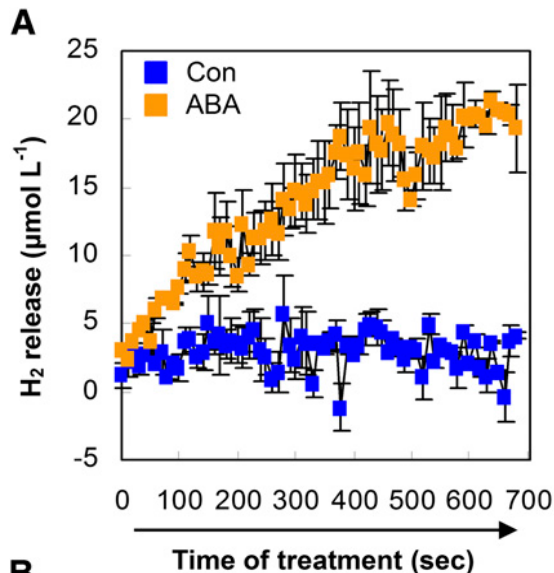 A
25
20
15
10
5
0
-5
H₂ release (µmol L⁻¹)
Con
ABA
0 100 200 300 400 500 600 700
Time of treatment (sec)
B